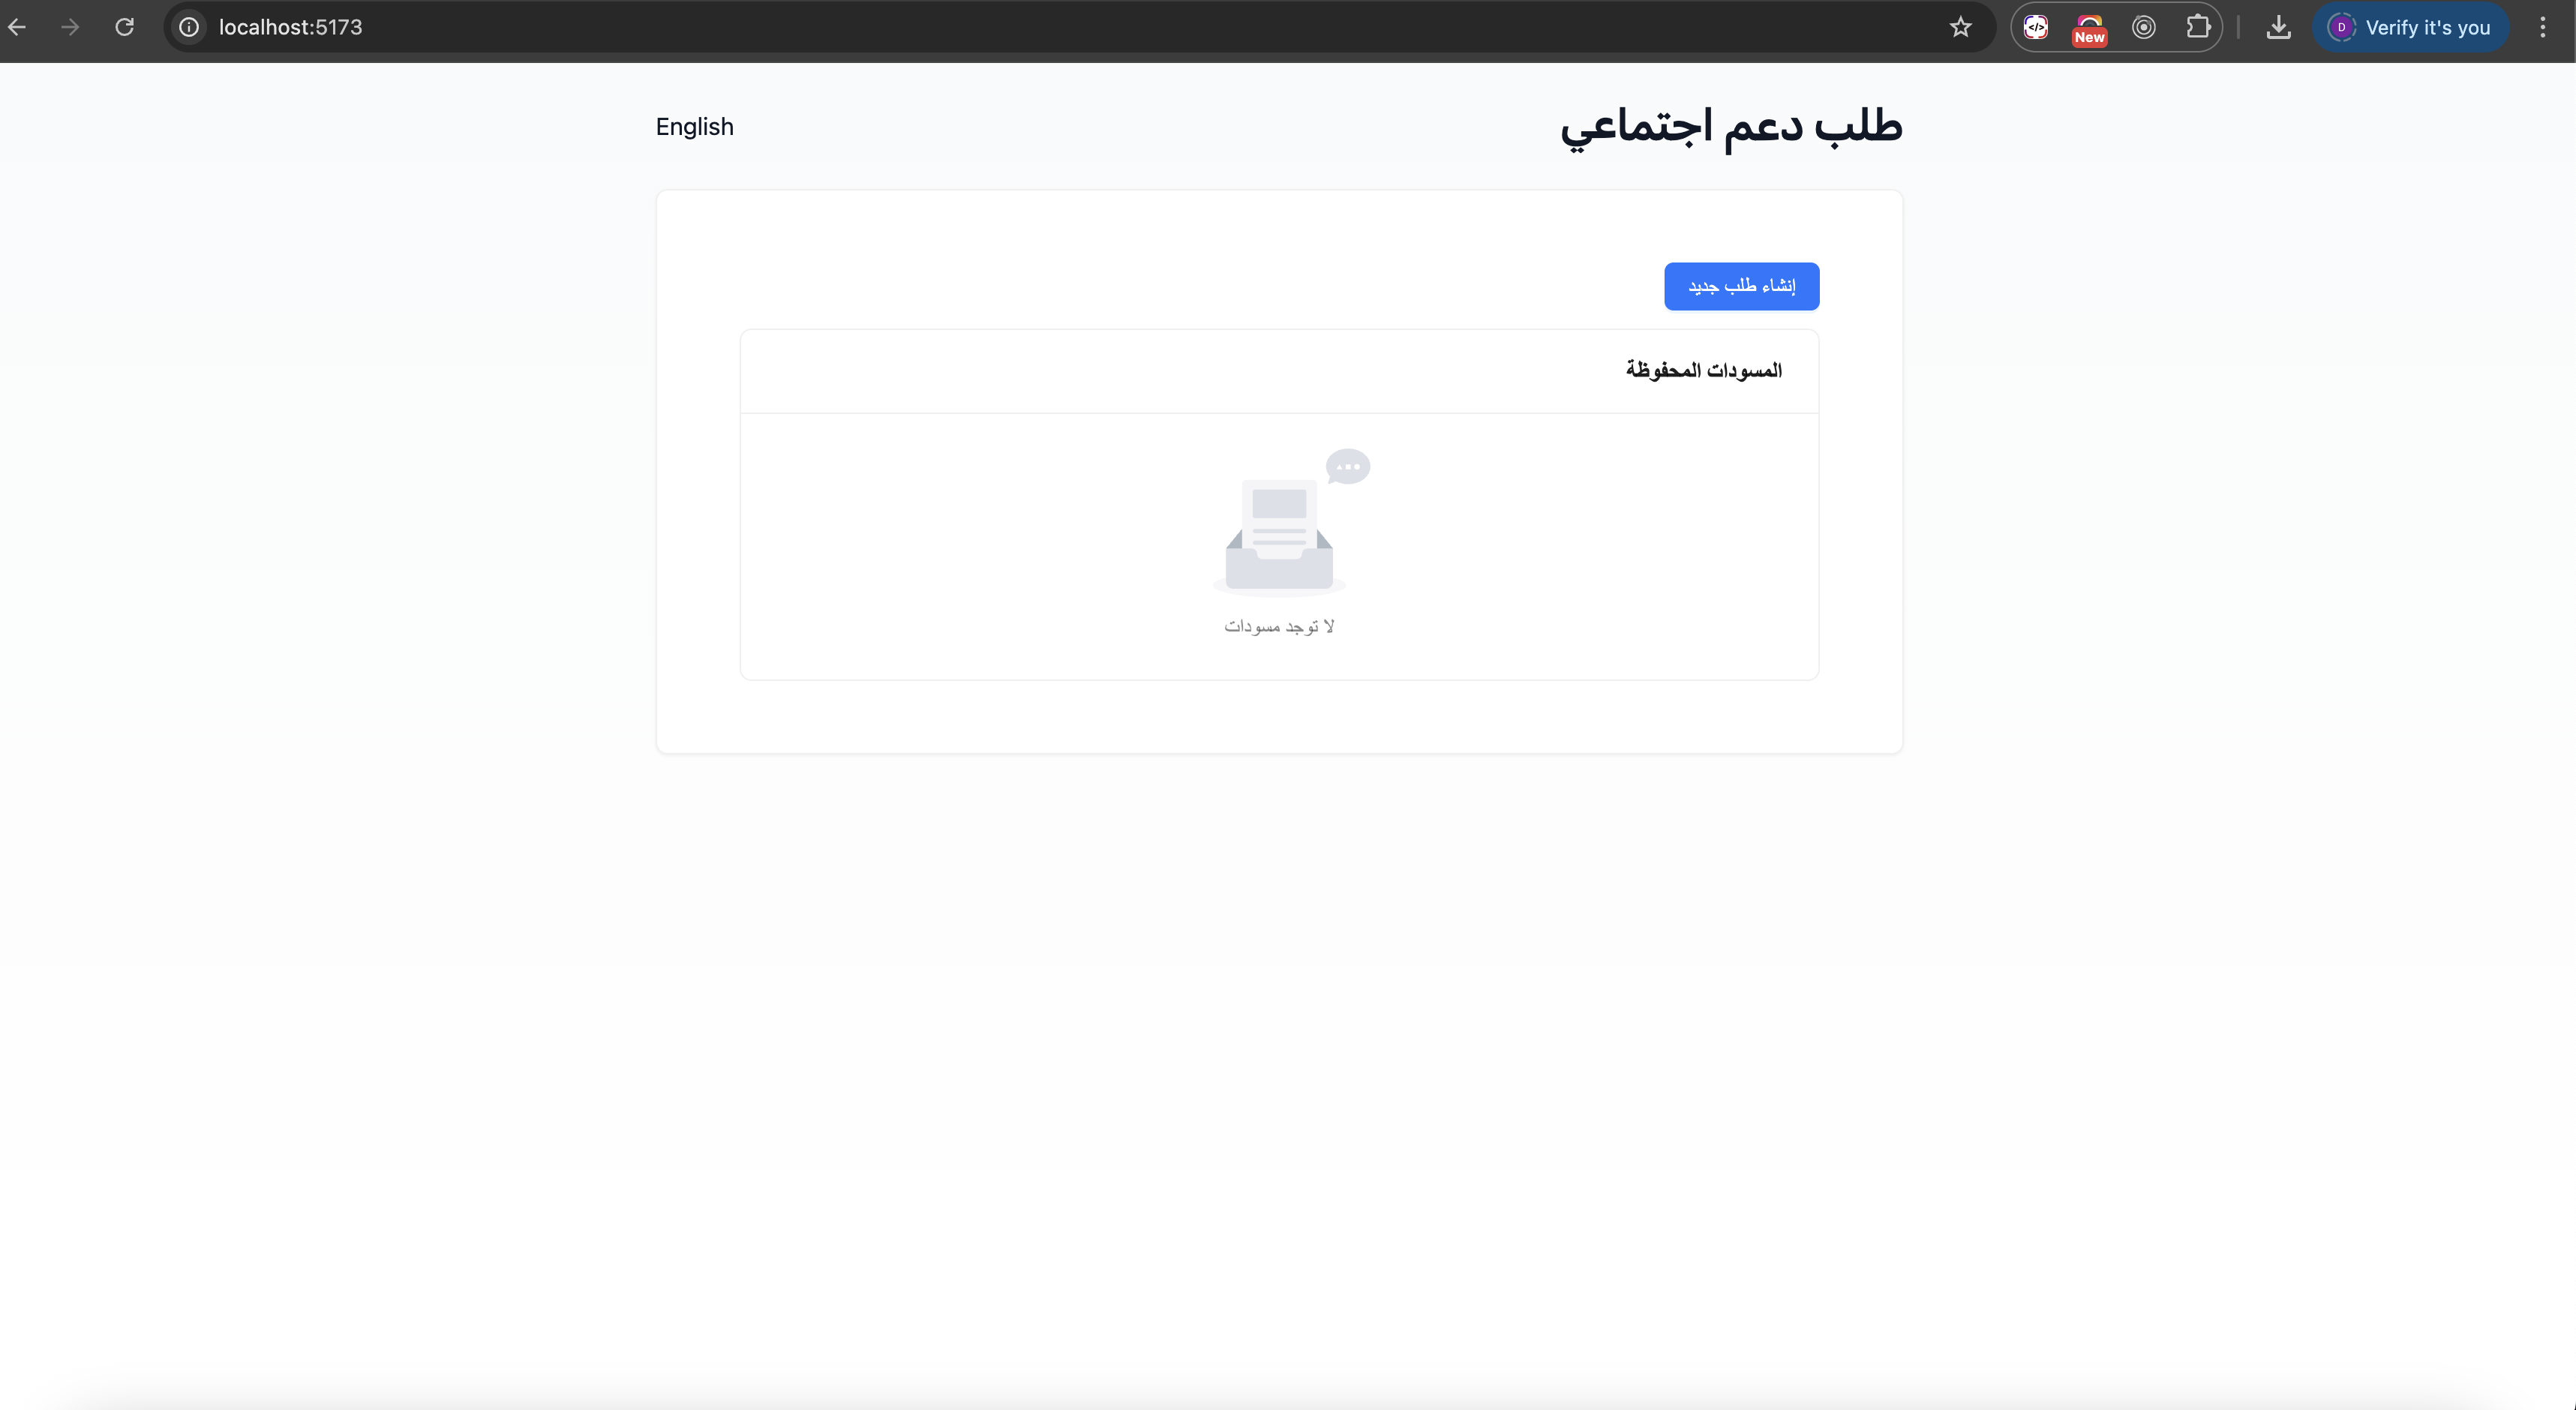 localhost:5173
New
D
Verify it's you
طلب دعم اجتماعي
English
إنشاء طلب جديد
المسودات المحفوظة
لا توجد مسودات